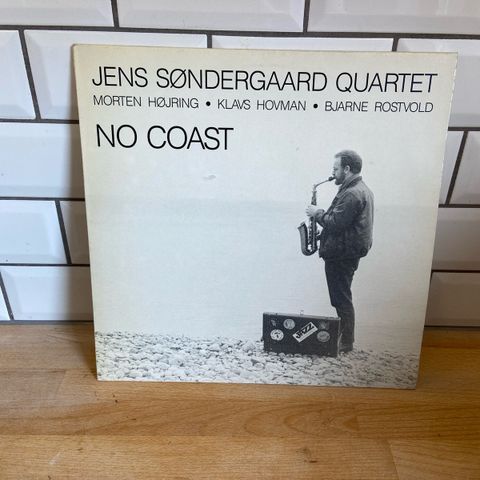 JENS SØNDERGAARD QUARTET
MORTEN HØJRING • KLAVS HOVMAN • BJARNE ROSTVOLD
NO COAST
JAZZ